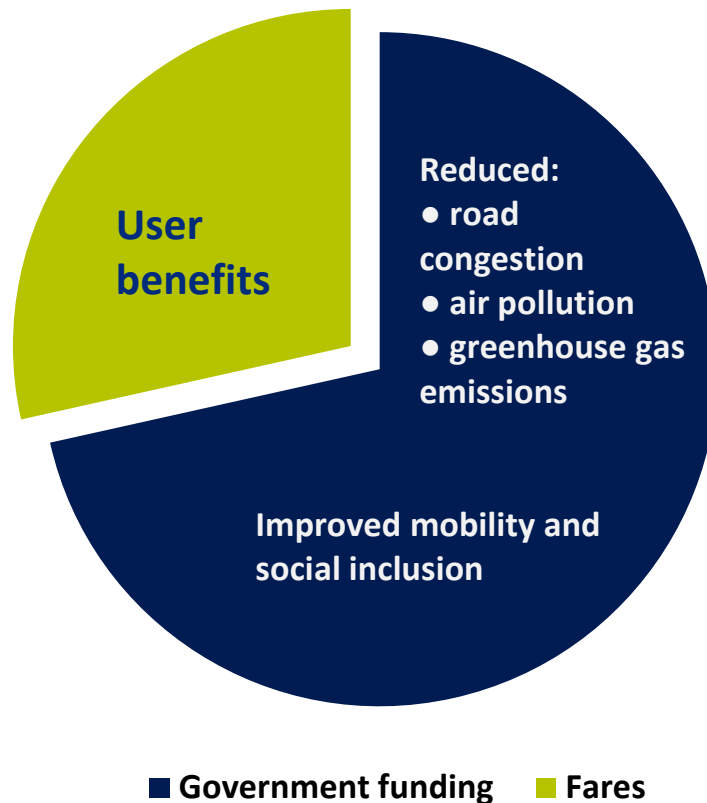 User
benefits
Reduced:
● road
congestion
● air pollution
● greenhouse gas
emissions
Improved mobility and
social inclusion
Government funding
Fares